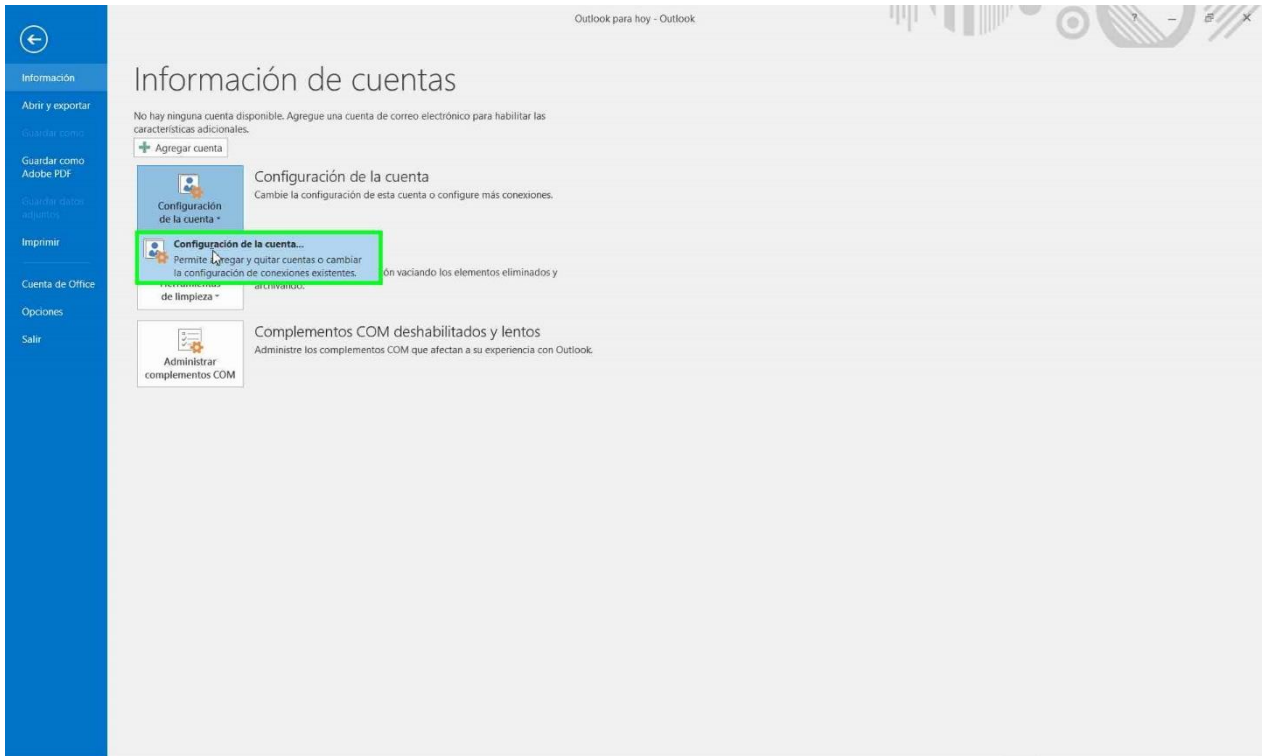 Outlook para hoy - Outlook
?
Información
Abrir y exportar
Guardar como
Guardar como
Adobe PDF
Guardar datos
adjuntos
Imprimir
Cuenta de Office
Opciones
Salir
Información de cuentas
No hay ninguna cuenta disponible. Agregue una cuenta de correo electrónico para habilitar las
características adicionales.
Agregar cuenta
Configuración
de la cuenta
Configuración de la cuenta
Cambie la configuración de esta cuenta o configure más conexiones.
Configuración de la cuenta...
Permite agregar y quitar cuentas o cambiar
la configuración de conexiones existentes.
ón vaciando los elementos eliminados y
archivando.
Herramientas
de limpieza
Administrar
complementos COM
Complementos COM deshabilitados y lentos
Administre los complementos COM que afectan a su experiencia con Outlook.